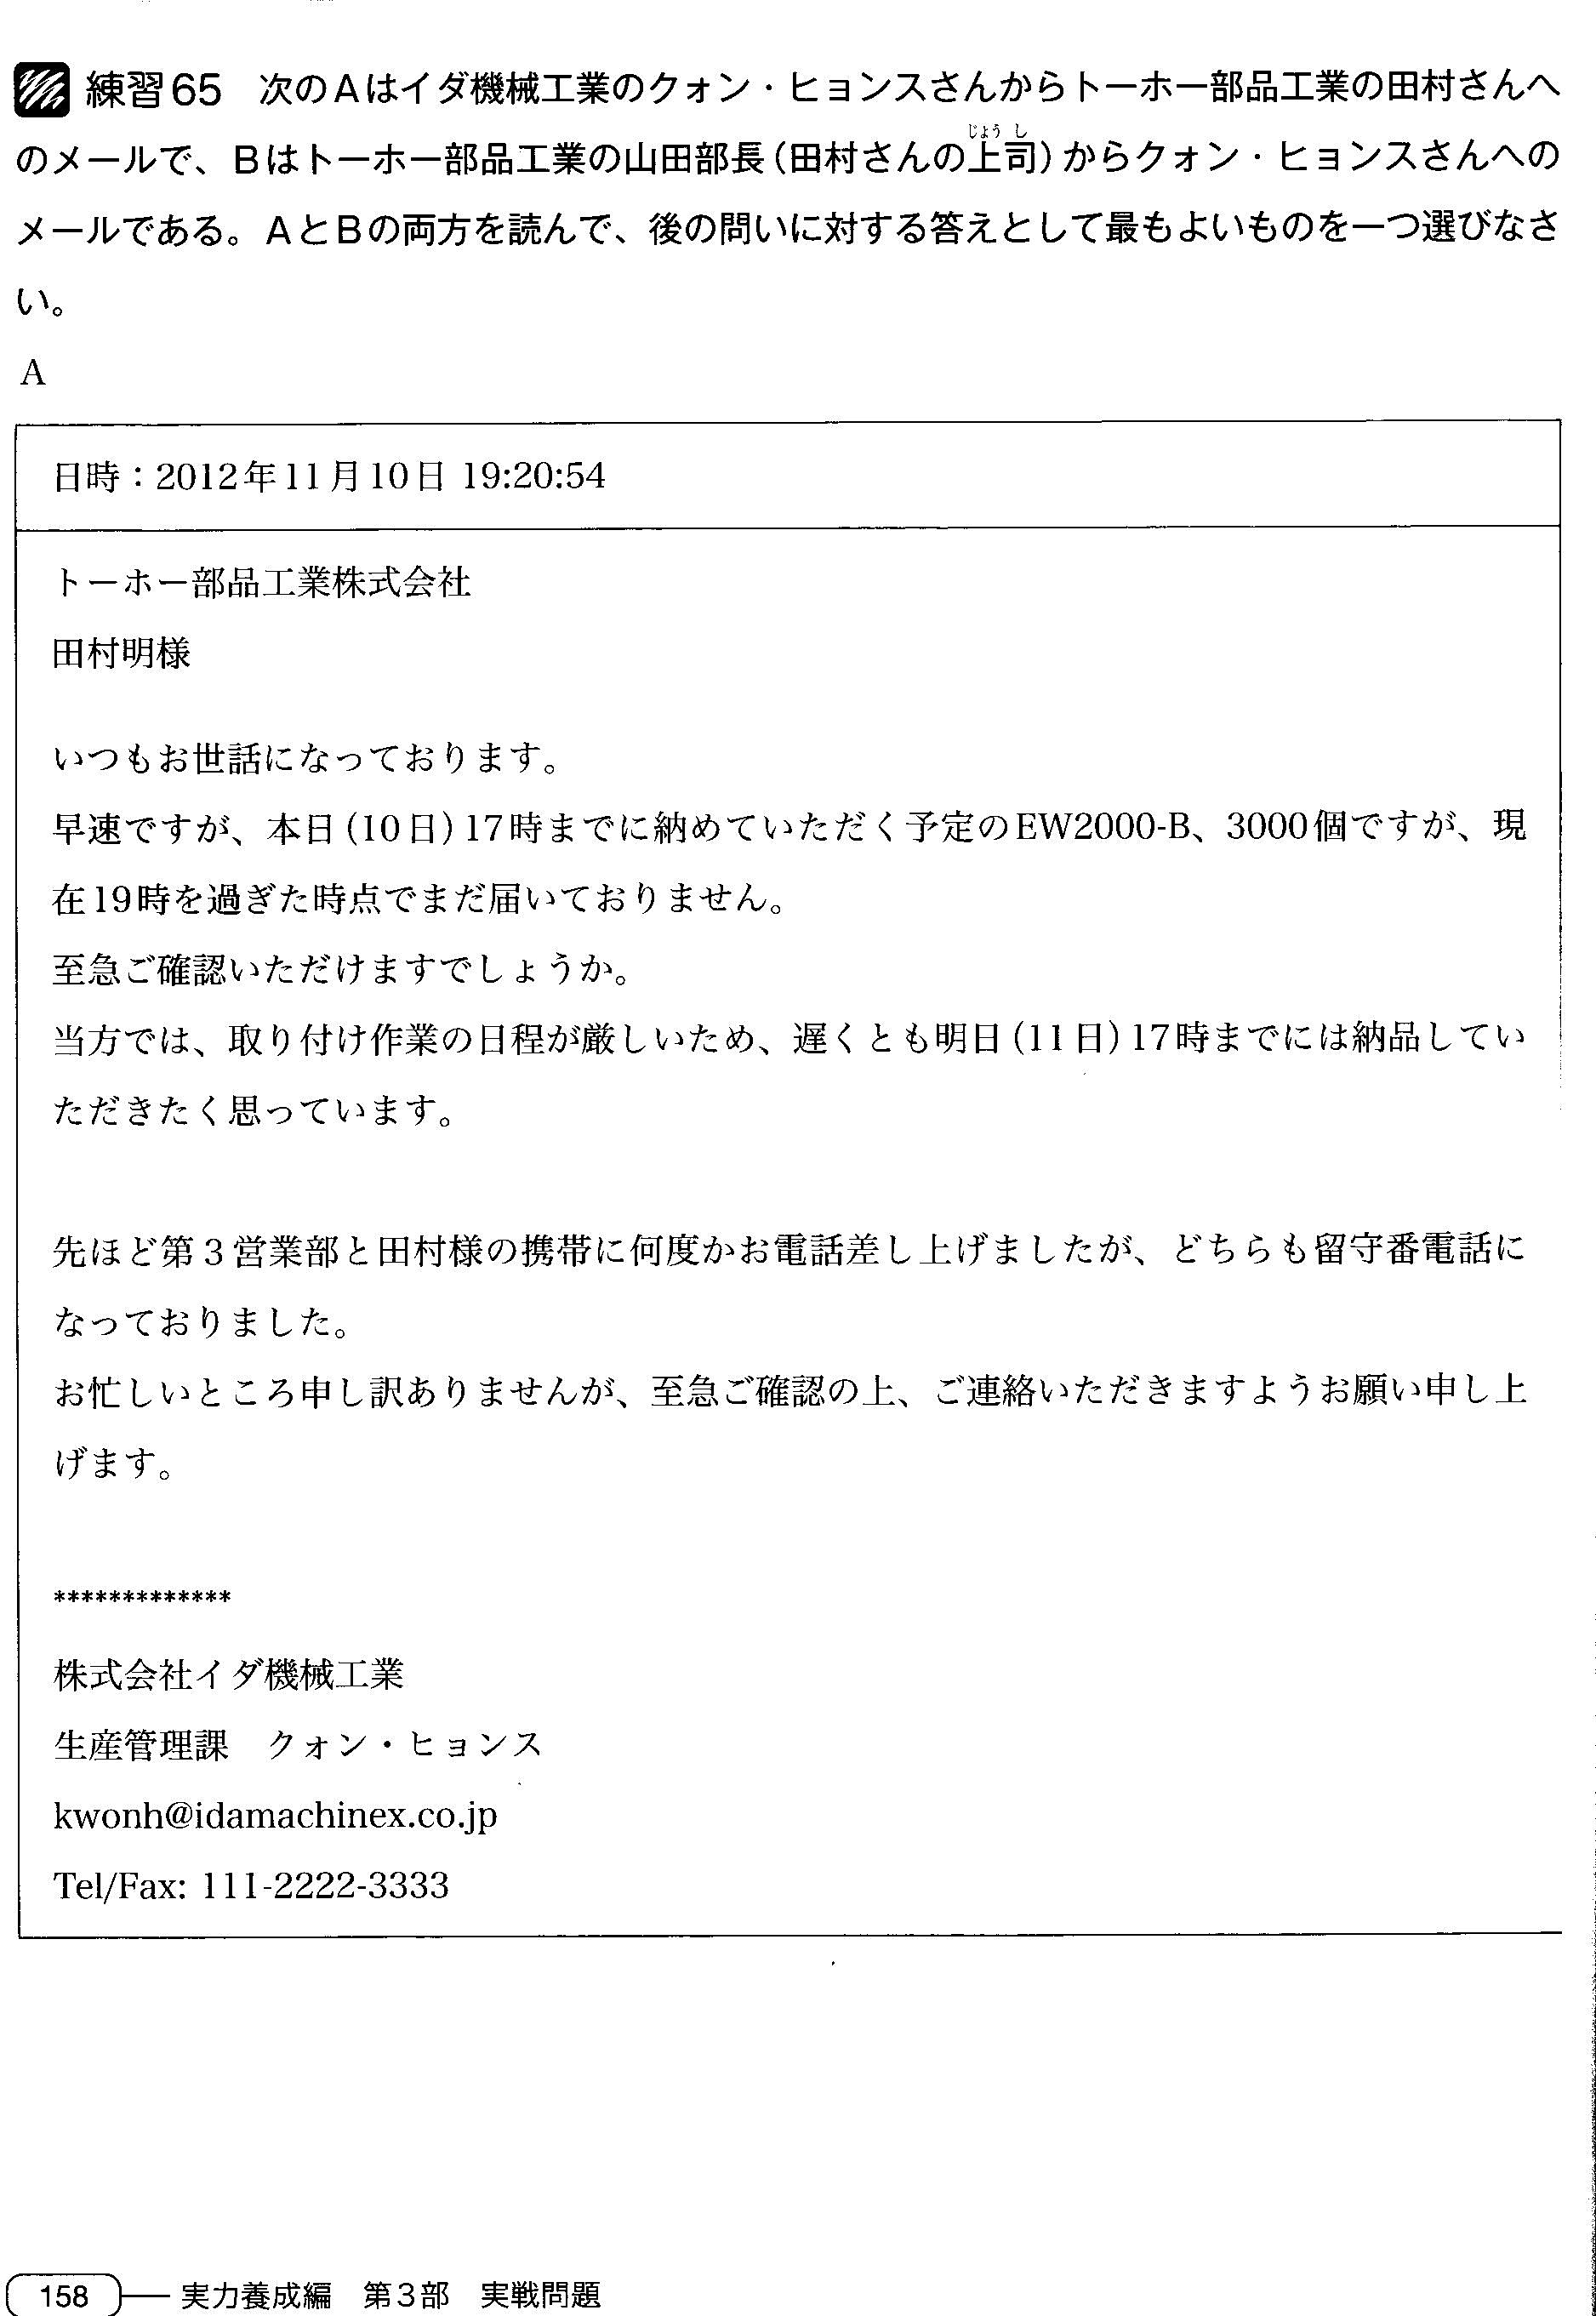 練習65 次のAはイダ機械工業のクォン・ヒョンスさんからトーホー部品工業の田村さんへ
のメールで、Bはトーホー部品工業の山田部長(田村さんの上司)からクォン・ヒョンスさんへの
じょうし
メールである。AとBの両方を読んで、後の問いに対する答えとして最もよいものを一つ選びなさ
い。
A
日時：2012年11月10日 19:20:54
トーホー部品工業株式会社
田村明様
いつもお世話になっております。
早速ですが、本日(10日)17時までに納めていただく予定のEW2000-B、3000個ですが、現
在19時を過ぎた時点でまだ届いておりません。
至急ご確認いただけますでしょうか。
当方では、取り付け作業の日程が厳しいため、遅くとも明日(11日)17時までには納品してい
ただきたく思っています。
先ほど第3営業部と田村様の携帯に何度かお電話差し上げましたが、どちらも留守番電話に
なっておりました。
お忙しいところ申し訳ありませんが、至急ご確認の上、ご連絡いただきますようお願い申し上
げます。
*************
株式会社イダ機械工業
生産管理課 クォン・ヒョンス
kwonh@idamachinex.co.jp
Tel/Fax: 111-2222-3333
158 実力養成編 第3部 実戦問題